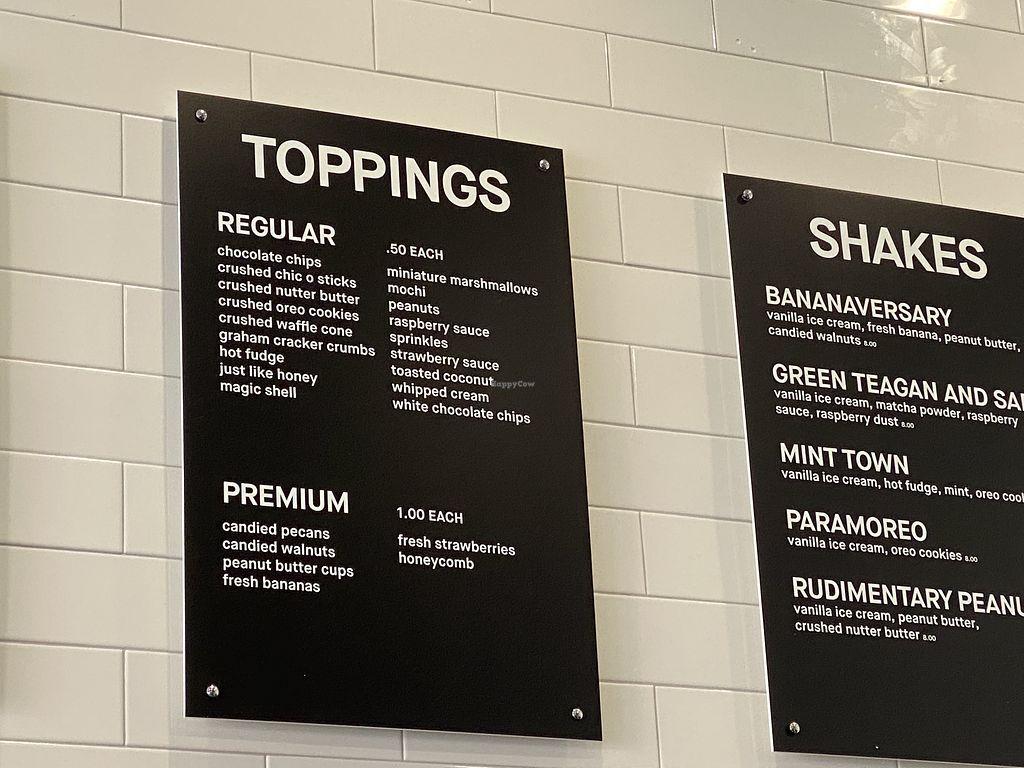 TOPPINGS
REGULAR
.50 EACH
chocolate chips
crushed chic o sticks
crushed nutter butter
crushed oreo cookies
crushed waffle cone
graham cracker crumbs
hot fudge
just like honey
magic shell
miniature marshmallows
mochi
peanuts
raspberry sauce
sprinkles
strawberry sauce
toasted coconut
whipped cream
white chocolate chips
HappyCow
PREMIUM
1.00 EACH
candied pecans
candied walnuts
peanut butter cups
fresh bananas
fresh strawberries
honeycomb
SHAKES
BANANAVERSARY
vanilla ice cream, fresh banana, peanut butter,
candied walnuts 8.00
GREEN TEAGAN AND
vanilla ice cream, matcha powder, raspberry
sauce, raspberry dust 8.00
MINT TOWN
vanilla ice cream, hot fudge, mint, oreo
PARAMOREO
vanilla ice cream, oreo cookies 8.00
RUDIMENTARY
vanilla ice cream, peanut butter,
crushed nutter butter 8.00